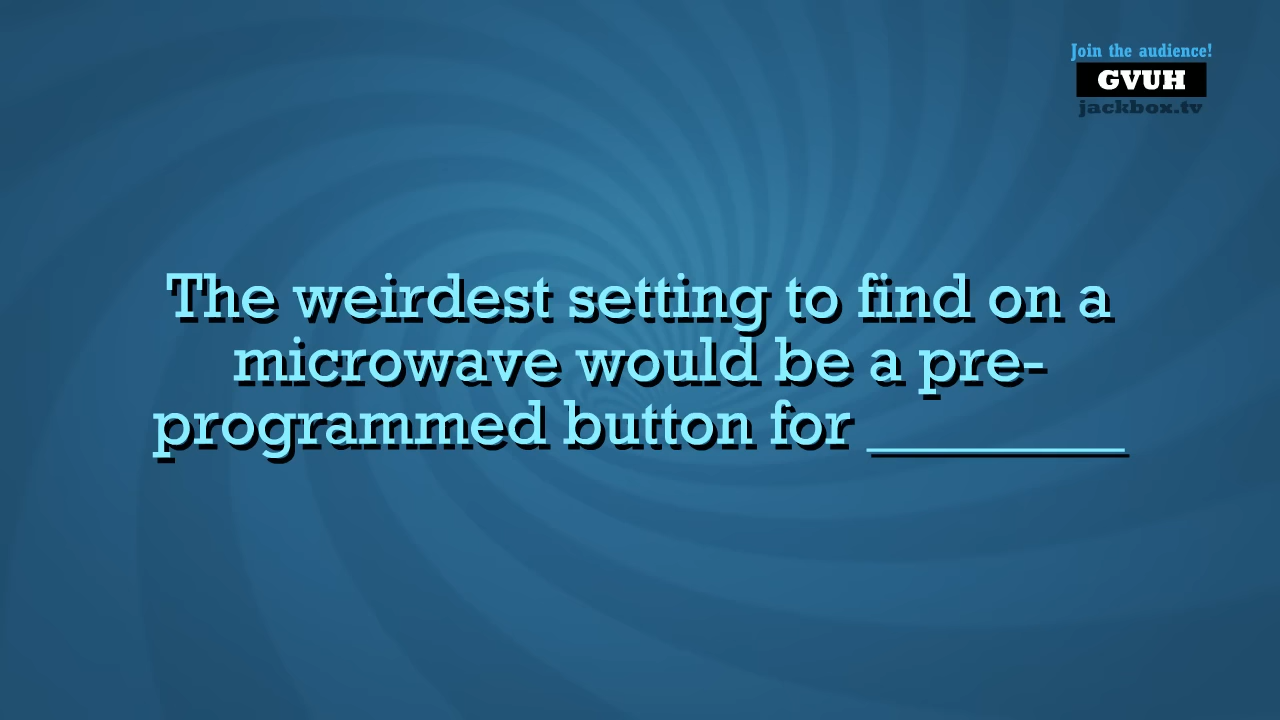 Join the audience!
GVUH
jackbox.tv
The weirdest setting to find on a
microwave would be a pre-
programmed button for ________